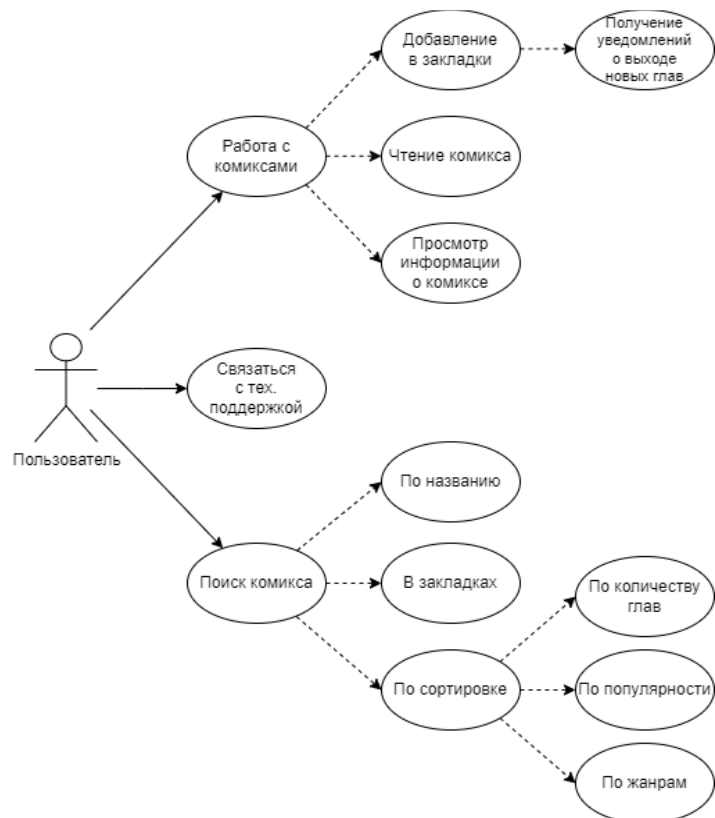 Добавление
в закладки
Получение
уведомлений
о выходе
новых глав
Работа с
комиксами
Чтение комикса
Просмотр
информации
о комиксе
Связаться
с тех.
поддержкой
Пользователь
По названию
Поиск комикса
В закладках
По количеству
глав
По сортировке
По популярности
По жанрам